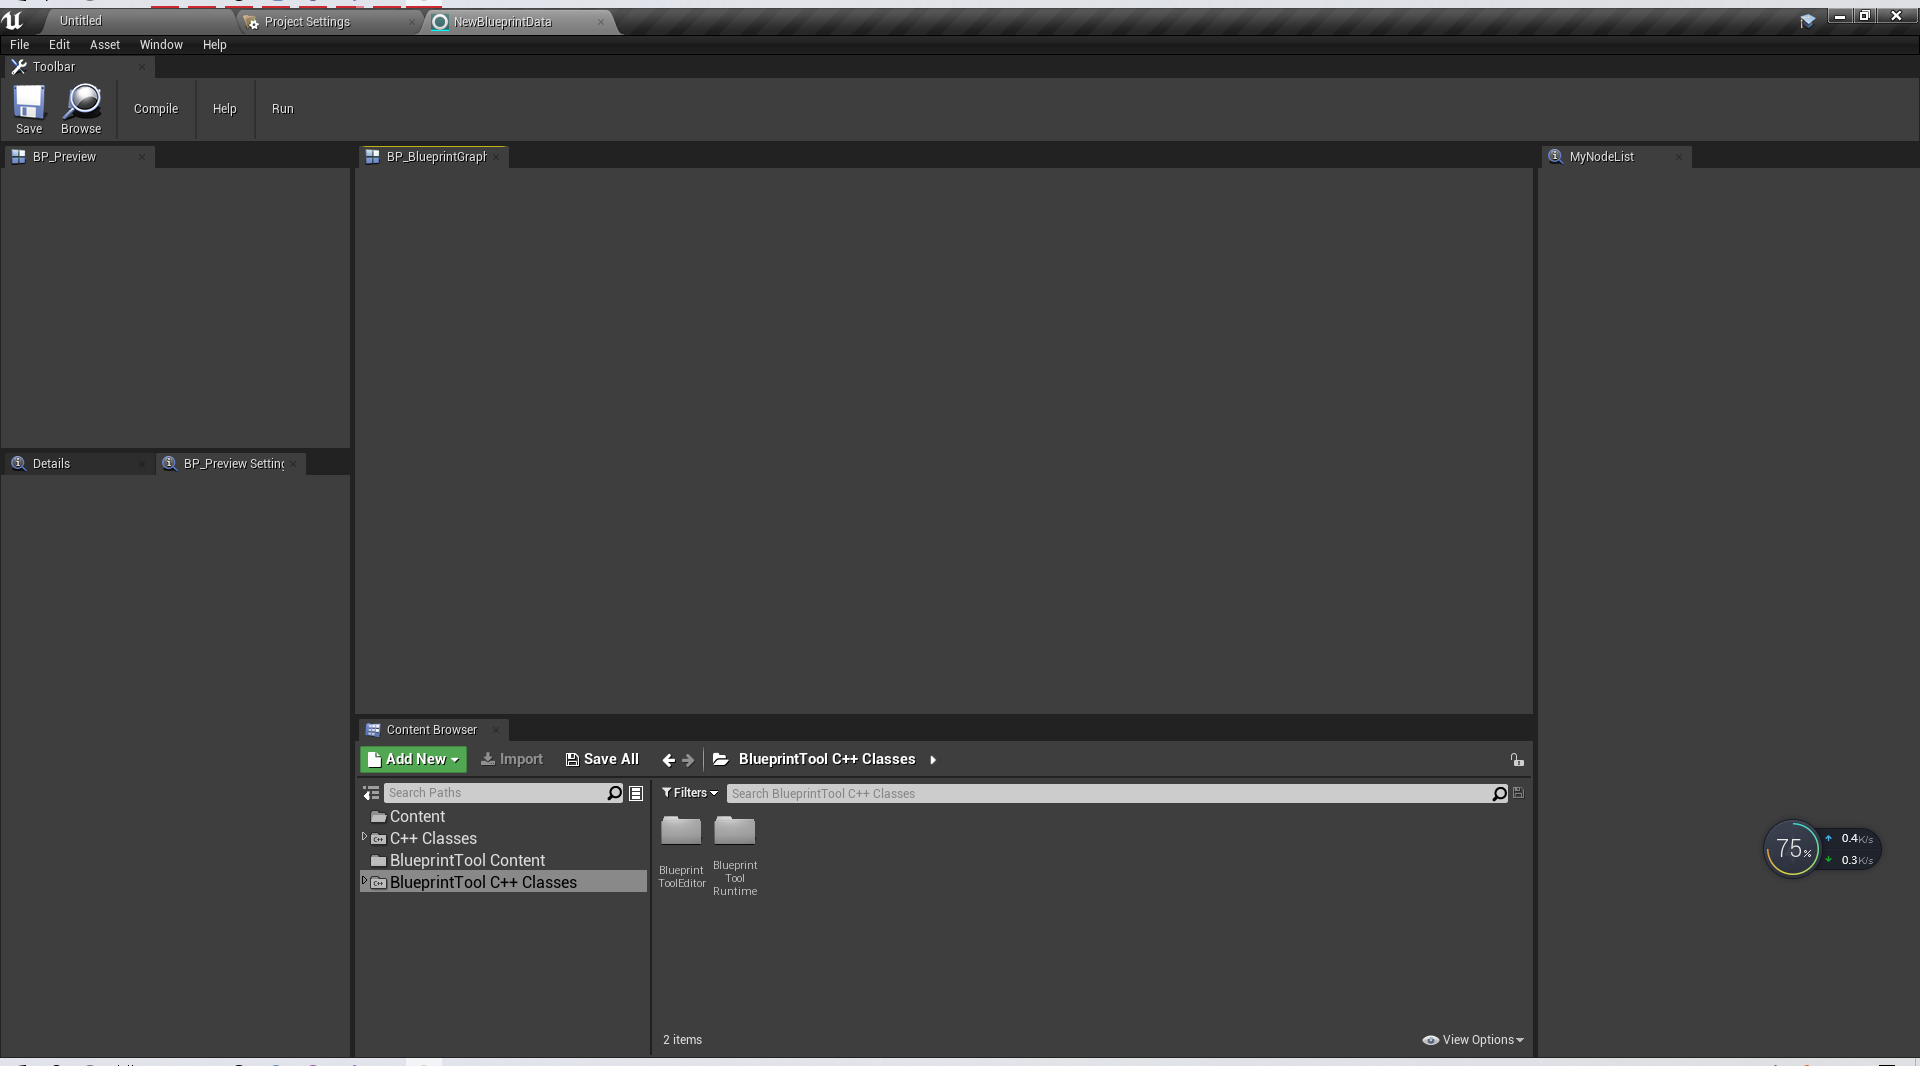 Untitled
Project Settings
NewBlueprintData
File Edit Asset Window Help
Toolbar
Save
Browse
Compile
Help
Run
BP_Preview
BP_BlueprintGraph
MyNodeList
Details
BP_Preview Setting
Content Browser
Add New
Import
Save All
BlueprintTool C++ Classes
Search Paths
Filters
Search BlueprintTool C++ Classes
Content
C++ Classes
BlueprintTool Content
BlueprintTool C++ Classes
Blueprint
ToolEditor
Blueprint
Tool
Runtime
75%
0.4K/s
0.3K/s
2 items
View Options